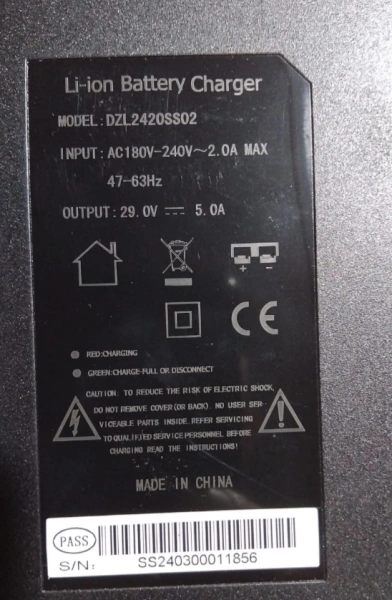 Li-ion Battery Charger
MODEL: DZL2420SS02
INPUT: AC180V-240V～2.0A MAX
47-63Hz
OUTPUT: 29.0V ⎓ 5.0A
+ -
CE
RED:CHARGING
GREEN:CHARGE-FULL OR DISCONNECT
CAUTION: TO REDUCE THE RISK OF ELECTRIC SHOCK,
DO NOT REMOVE COVER (OR BACK). NO USER SER-
VICEABLE PARTS INSIDE. REFER SERVICING
TO QUALIFIED SERVICE PERSONNEL BEFORE
CHARGING READ THE INSTRUCTIONS!
MADE IN CHINA
PASS
S/N:
SS240300011856